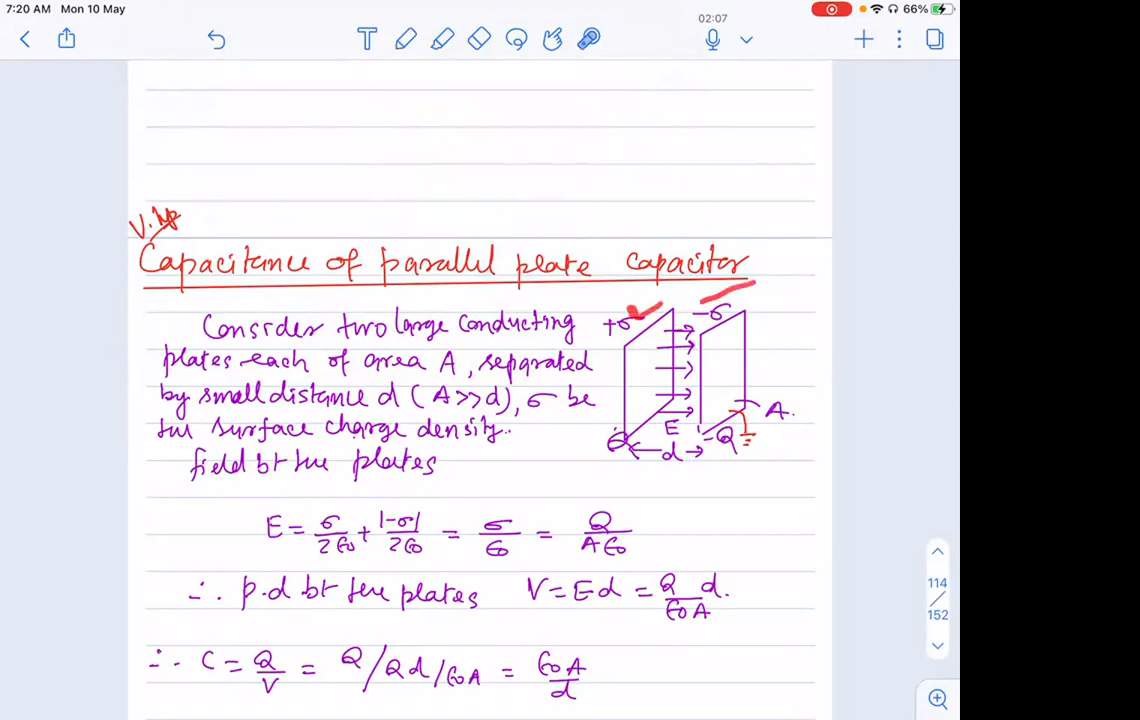 7:20 AM Mon 10 May
66%
02:07
V. Imp
Capacitance of parallel plate capacitor
Consider two large conducting
plates each of area A, separated
by small distance d (A>>d), σ be
the surface charge density.
field bt the plates
+σ
-σ
E
A.
Q
-Q
d
E = σ/2ε0 + |-σ|/2ε0 = σ/ε0 = Q/Aε0
∴ p.d bt the plates V = Ed = Q/ε0A d.
∴ C = Q/V = Q/Qd/ε0A = ε0A/d
114
152